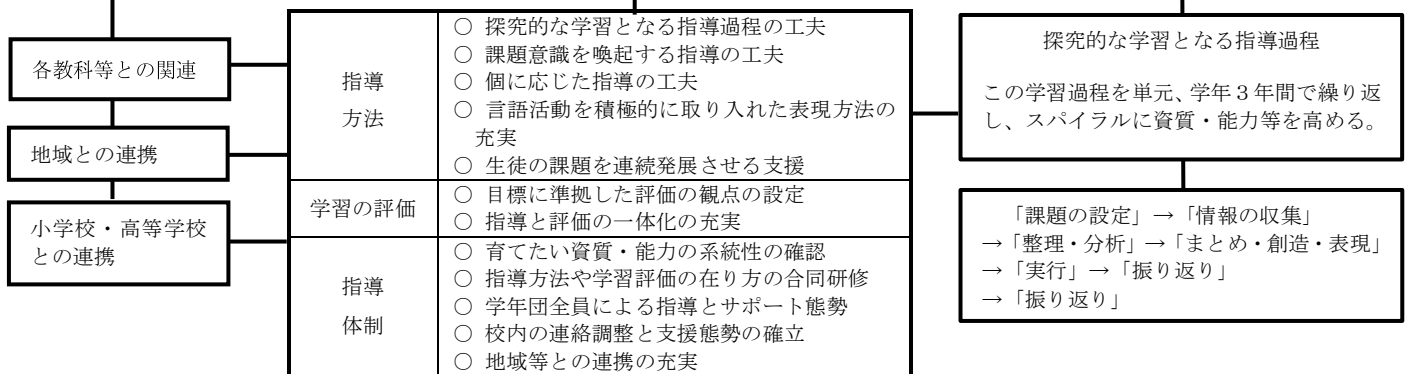 各教科等との関連
地域との連携
小学校・高等学校
との連携
指導
方法
○ 探究的な学習となる指導過程の工夫
○ 課題意識を喚起する指導の工夫
○ 個に応じた指導の工夫
○ 言語活動を積極的に取り入れた表現方法の
充実
○ 生徒の課題を連続発展させる支援
学習の評価
○ 目標に準拠した評価の観点の設定
○ 指導と評価の一体化の充実
指導
体制
○ 育てたい資質・能力の系統性の確認
○ 指導方法や学習評価の在り方の合同研修
○ 学年団全員による指導とサポート態勢
○ 校内の連絡調整と支援態勢の確立
○ 地域等との連携の充実
探究的な学習となる指導過程
この学習過程を単元、学年３年間で繰り返
し、スパイラルに資質・能力等を高める。
「課題の設定」→「情報の収集」
→「整理・分析」→「まとめ・創造・表現」
→「実行」→「振り返り」
→「振り返り」